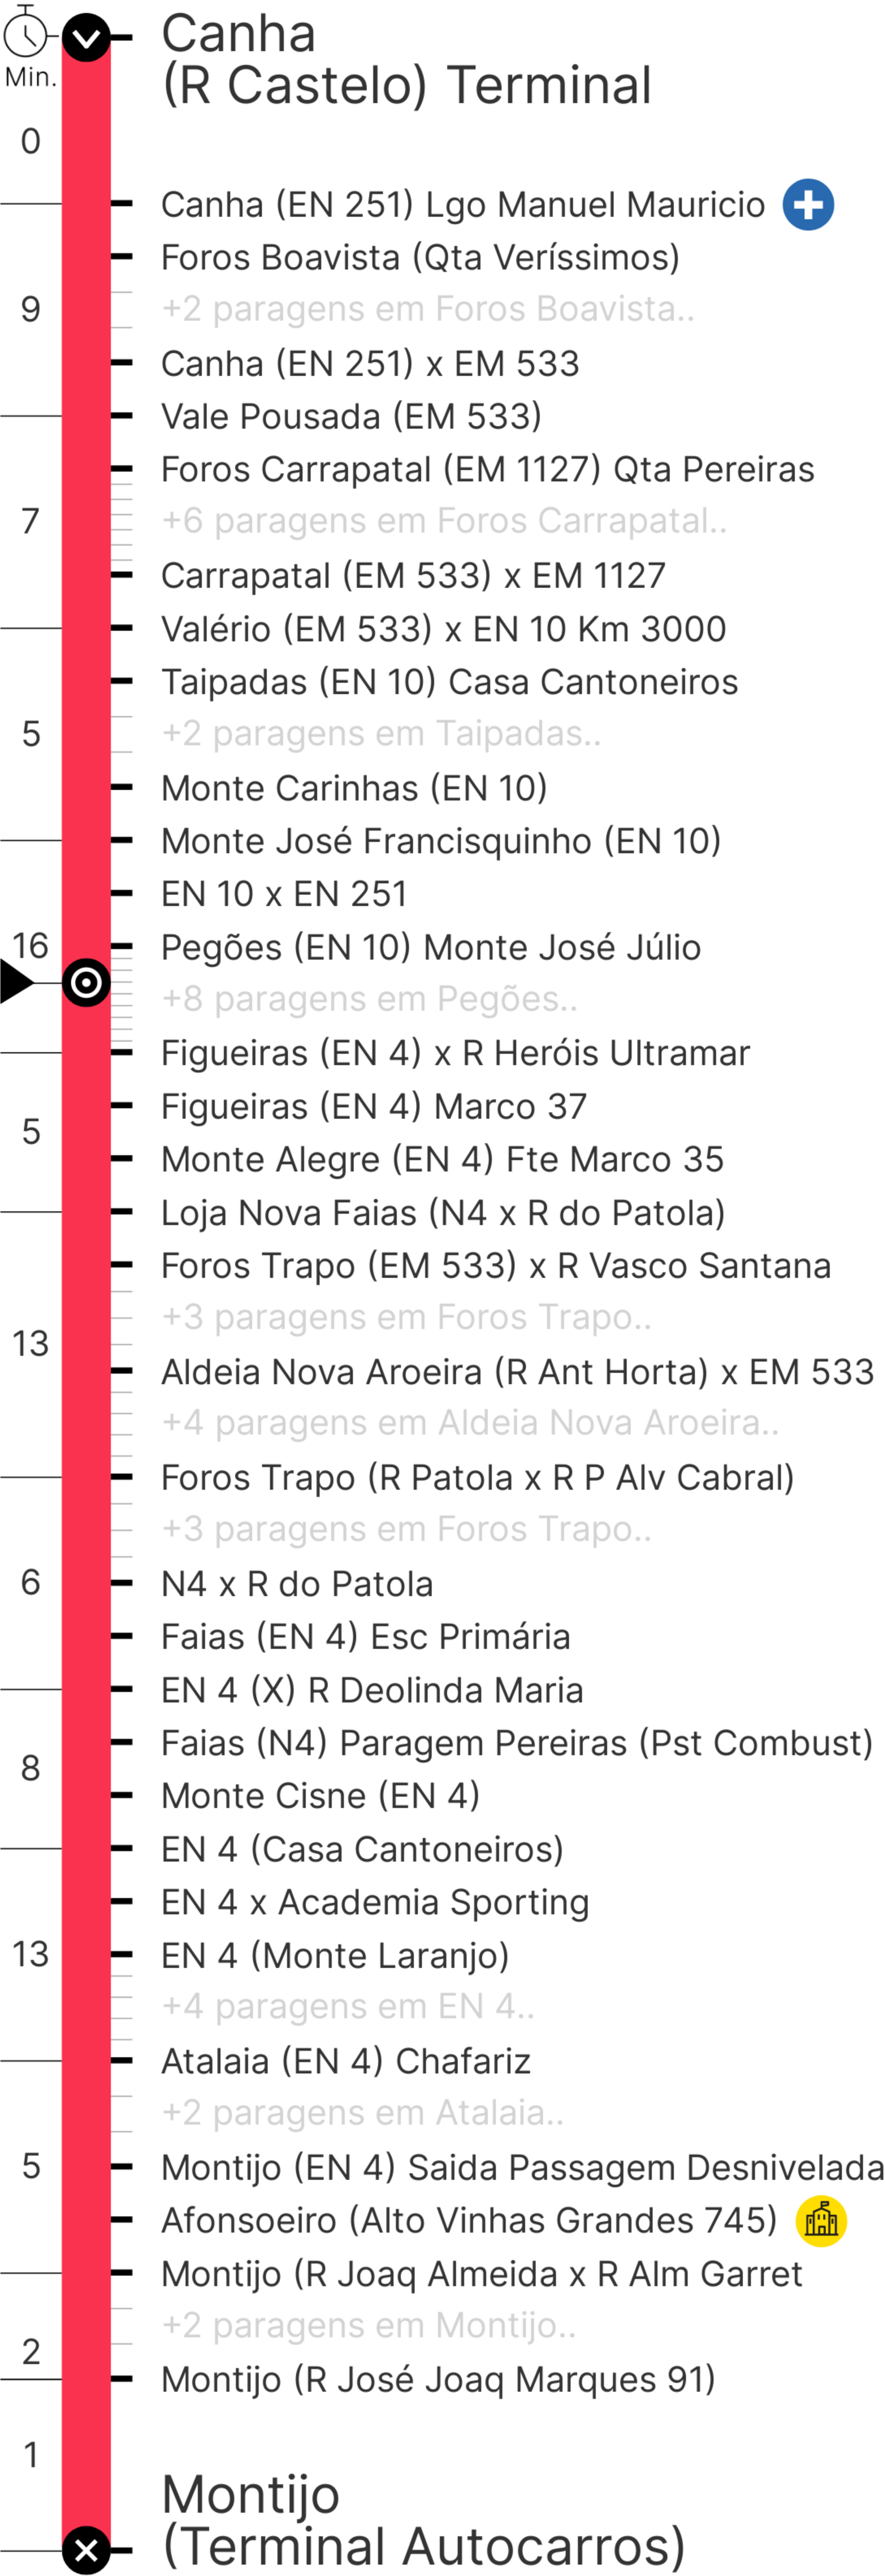 Canha
Min.
(R Castelo) Terminal
0
Canha (EN 251) Lgo Manuel Mauricio
Foros Boavista (Qta Veríssimos)
9
+2 paragens em Foros Boavista..
Canha (EN 251) x EM 533
Vale Pousada (EM 533)
Foros Carrapatal (EM 1127) Qta Pereiras
7
+6 paragens em Foros Carrapatal..
Carrapatal (EM 533) x EM 1127
Valério (EM 533) x EN 10 Km 3000
Taipadas (EN 10) Casa Cantoneiros
5
+2 paragens em Taipadas..
Monte Carinhas (EN 10)
Monte José Francisquinho (EN 10)
EN 10 x EN 251
16
Pegões (EN 10) Monte José Júlio
+8 paragens em Pegões..
Figueiras (EN 4) x R Heróis Ultramar
Figueiras (EN 4) Marco 37
5
Monte Alegre (EN 4) Fte Marco 35
Loja Nova Faias (N4 x R do Patola)
Foros Trapo (EM 533) x R Vasco Santana
+3 paragens em Foros Trapo..
13
Aldeia Nova Aroeira (R Ant Horta) x EM 533
+4 paragens em Aldeia Nova Aroeira..
Foros Trapo (R Patola x R P Alv Cabral)
+3 paragens em Foros Trapo..
6
N4 x R do Patola
Faias (EN 4) Esc Primária
EN 4 (X) R Deolinda Maria
Faias (N4) Paragem Pereiras (Pst Combust)
8
Monte Cisne (EN 4)
EN 4 (Casa Cantoneiros)
EN 4 x Academia Sporting
13
EN 4 (Monte Laranjo)
+4 paragens em EN 4..
Atalaia (EN 4) Chafariz
+2 paragens em Atalaia..
5
Montijo (EN 4) Saida Passagem Desnivelada
Afonsoeiro (Alto Vinhas Grandes 745)
Montijo (R Joaq Almeida x R Alm Garret
+2 paragens em Montijo..
2
Montijo (R José Joaq Marques 91)
1
Montijo
(Terminal Autocarros)